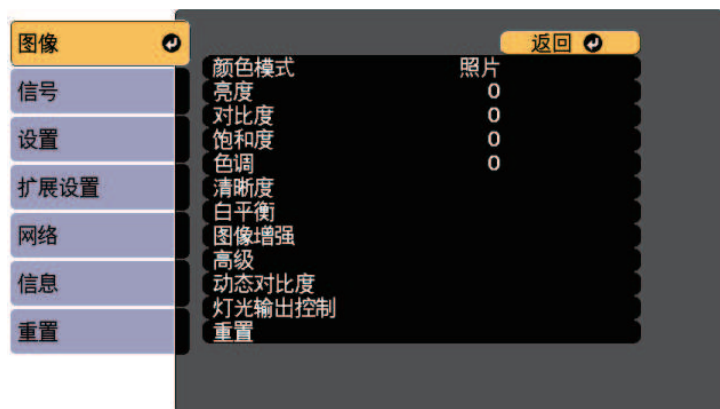 图像
信号
设置
扩展设置
网络
信息
重置
返回
颜色模式 照片
亮度 0
对比度 0
饱和度 0
色调 0
清晰度
白平衡
图像增强
高级
动态对比度
灯光输出控制
重置